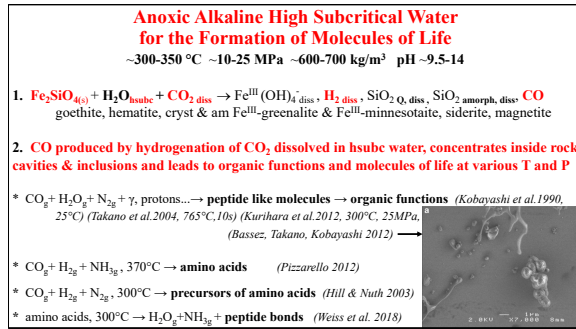 Anoxic Alkaline High Subcritical Water
for the Formation of Molecules of Life
~300-350 °C ~10-25 MPa ~600-700 kg/m³ pH ~9.5-14
1. Fe₂SiO₄(s) + H₂Ohsubc + CO₂ diss → Feᴵᴵᴵ(OH)₄⁻ diss, H₂ diss, SiO₂ Q, diss, SiO₂ amorph, diss, CO
goethite, hematite, cryst & am Feᴵᴵᴵ-greenalite & Feᴵᴵᴵ-minnesotaite, siderite, magnetite
2. CO produced by hydrogenation of CO₂ dissolved in hsubc water, concentrates inside rock
cavities & inclusions and leads to organic functions and molecules of life at various T and P
* COg+ H₂Og+ N₂g + γ, protons...→ peptide like molecules → organic functions (Kobayashi et al.1990,
25°C) (Takano et al.2004, 765°C,10s) (Kurihara et al.2012, 300°C, 25MPa,
(Bassez, Takano, Kobayashi 2012)
* COg+ H₂g+ NH₃g, 370°C → amino acids (Pizzarello 2012)
* COg+ H₂g+ N₂g, 300°C → precursors of amino acids (Hill & Nuth 2003)
* amino acids, 300°C → H₂Og+NH₃g + peptide bonds (Weiss et al. 2018)
a
2.0KV X7,000 1μm 8mm